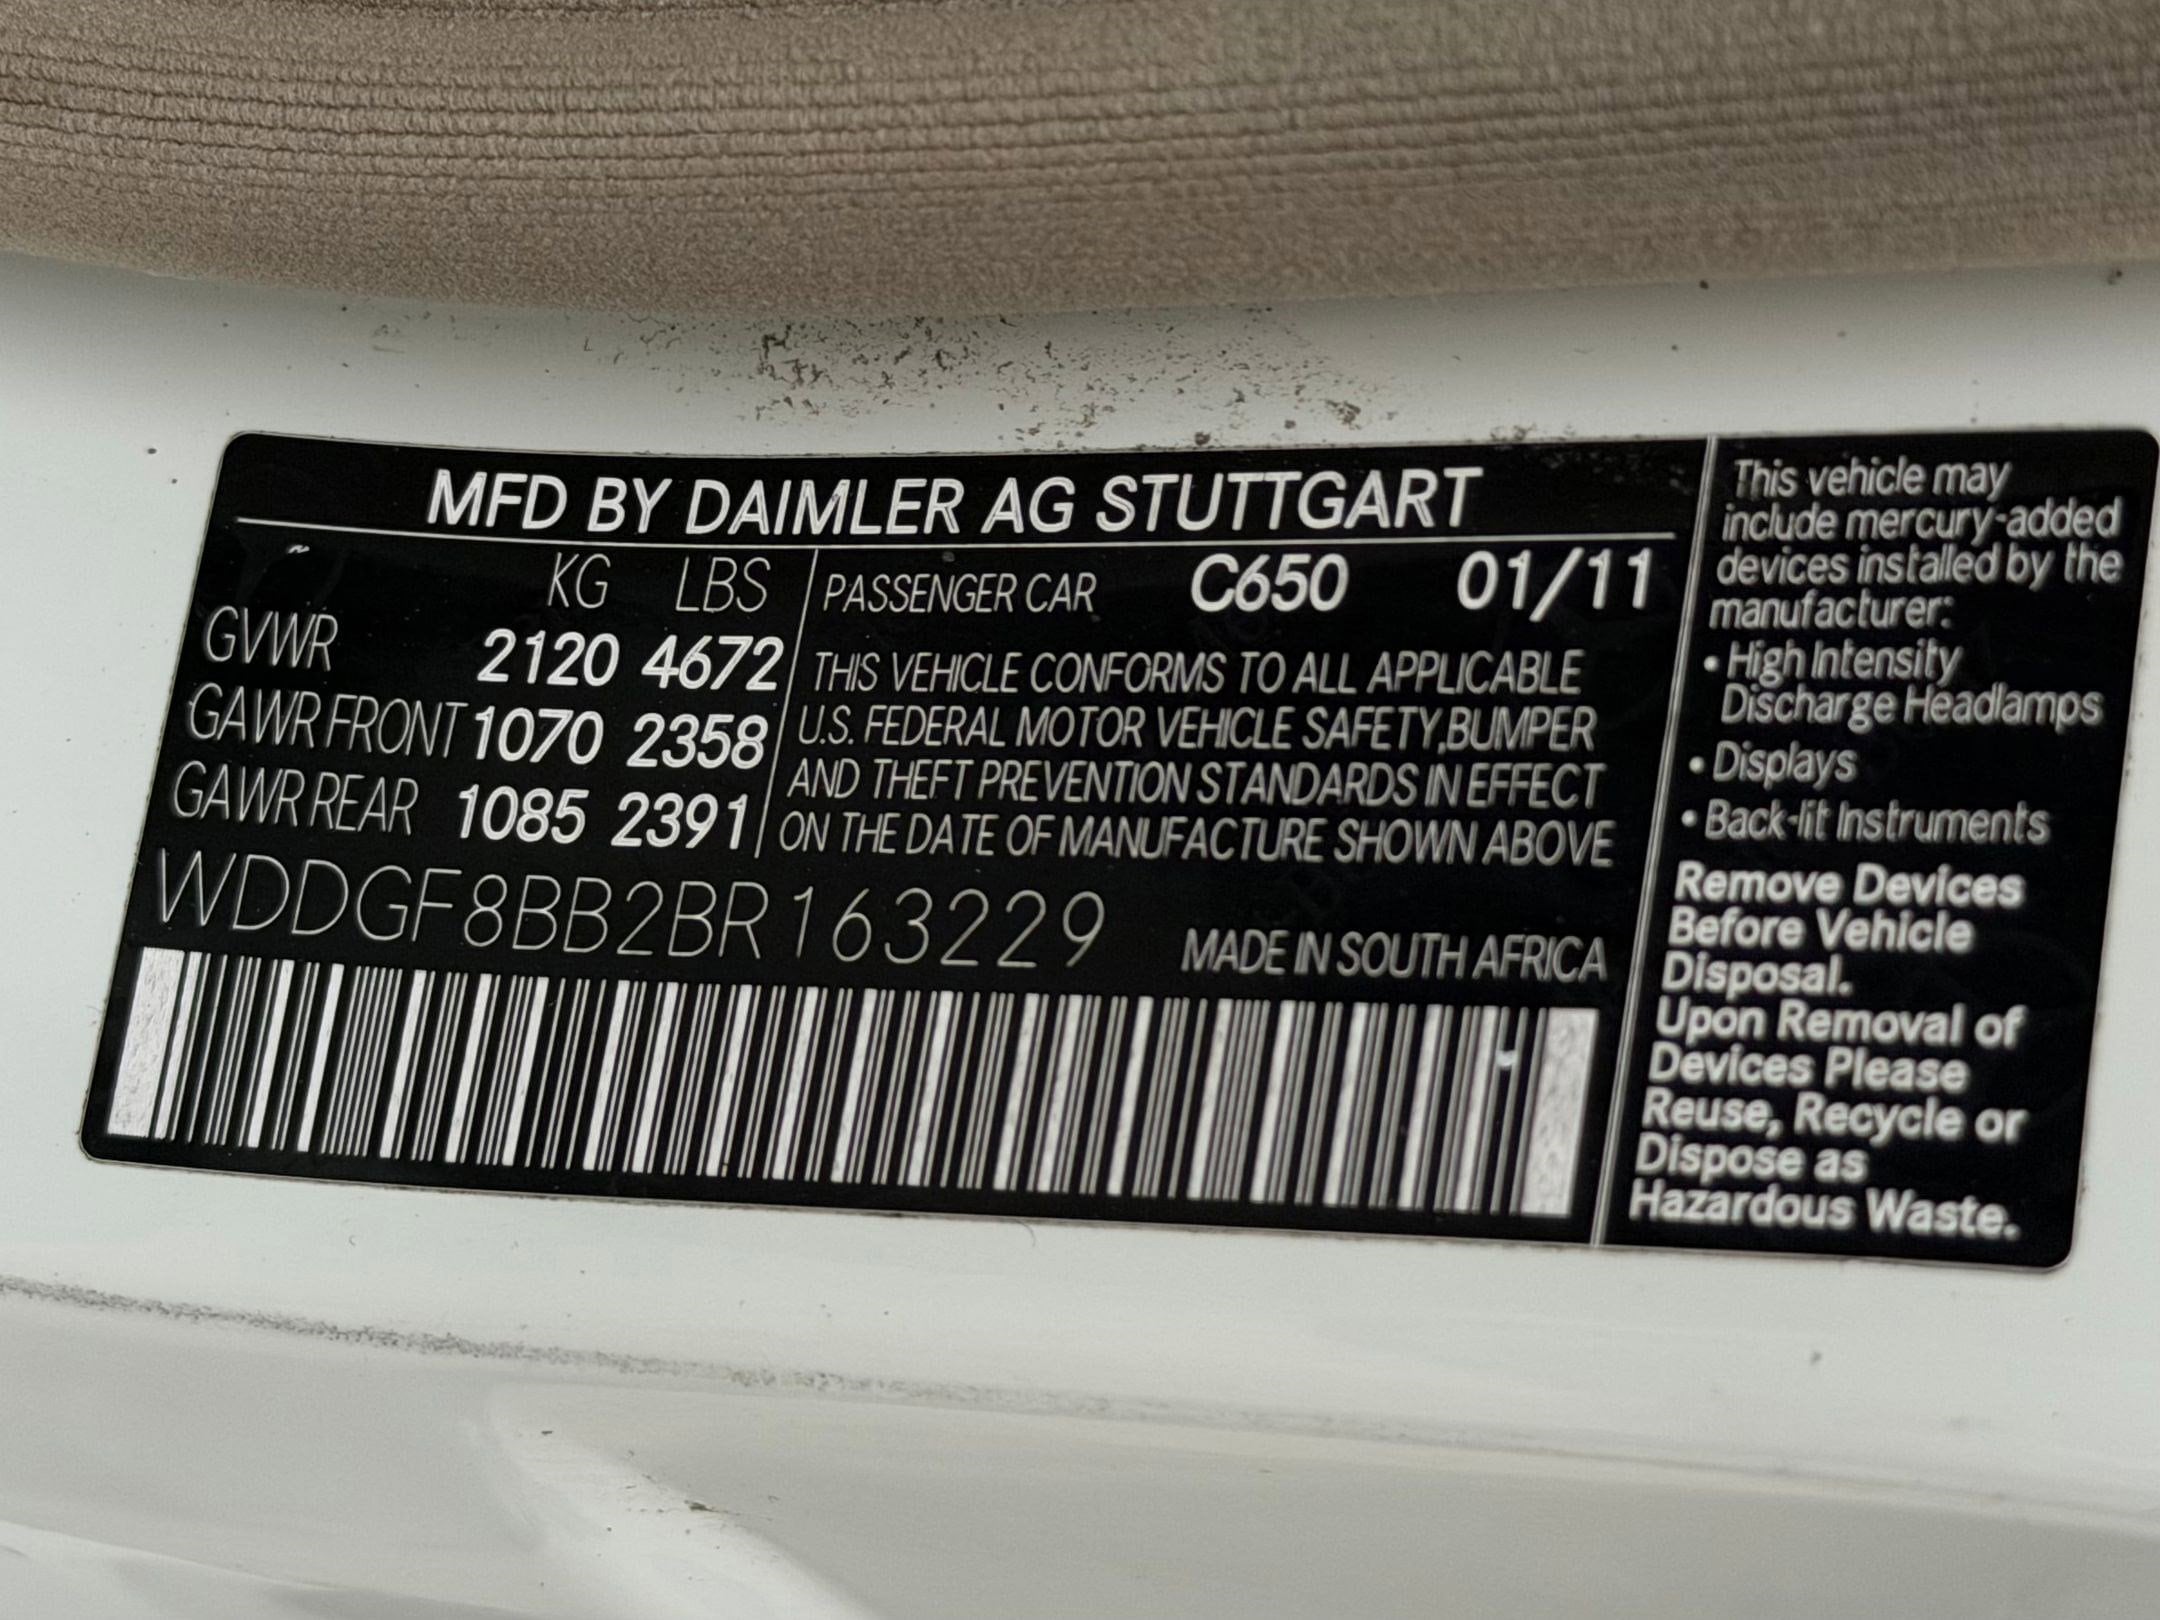 MFD BY DAIMLER AG STUTTGART
KG LBS
GVWR 2120 4672
GAWR FRONT 1070 2358
GAWR REAR 1085 2391
PASSENGER CAR C650 01/11
THIS VEHICLE CONFORMS TO ALL APPLICABLE
U.S. FEDERAL MOTOR VEHICLE SAFETY,BUMPER
AND THEFT PREVENTION STANDARDS IN EFFECT
ON THE DATE OF MANUFACTURE SHOWN ABOVE
WDDGF8BB2BR163229
MADE IN SOUTH AFRICA
This vehicle may
include mercury-added
devices installed by the
manufacturer:
• High Intensity
Discharge Headlamps
• Displays
• Back-lit Instruments
Remove Devices
Before Vehicle
Disposal.
Upon Removal of
Devices Please
Reuse, Recycle or
Dispose as
Hazardous Waste.